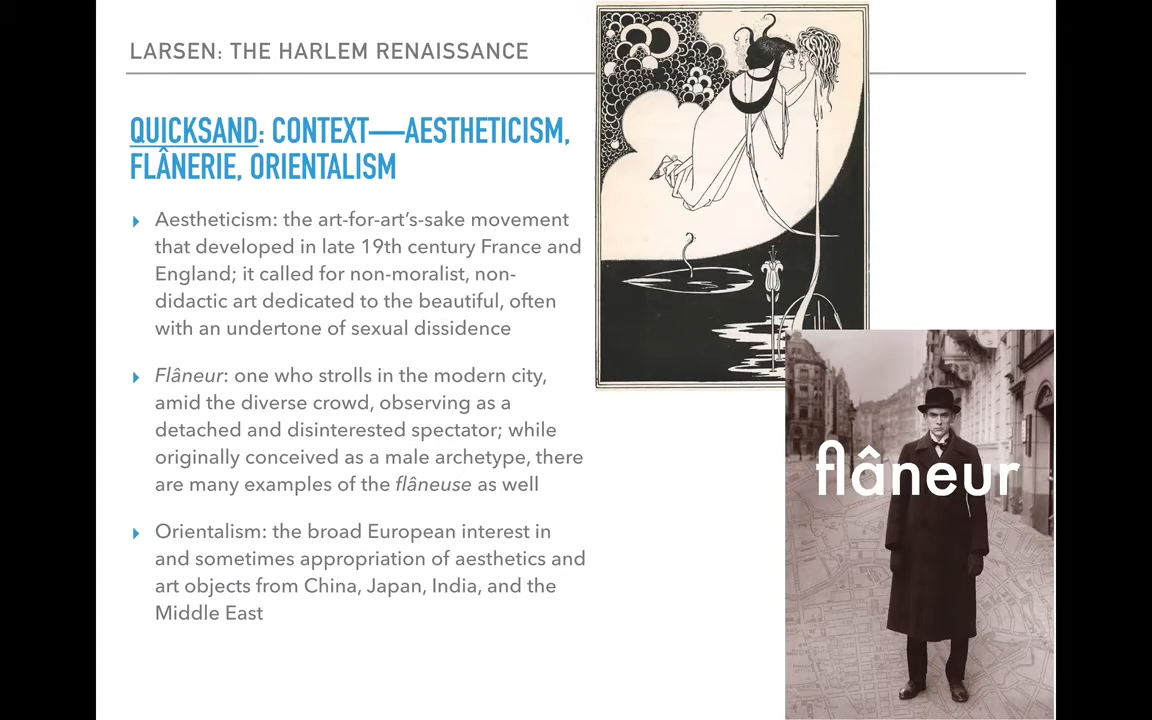 LARSEN: THE HARLEM RENAISSANCE
QUICKSAND: CONTEXT—AESTHETICISM,
FLÂNERIE, ORIENTALISM
Aestheticism: the art-for-art’s-sake movement
that developed in late 19th century France and
England; it called for non-moralist, non-
didactic art dedicated to the beautiful, often
with an undertone of sexual dissidence
Flâneur: one who strolls in the modern city,
amid the diverse crowd, observing as a
detached and disinterested spectator; while
originally conceived as a male archetype, there
are many examples of the flâneuse as well
Orientalism: the broad European interest in
and sometimes appropriation of aesthetics and
art objects from China, Japan, India, and the
Middle East
flâneur